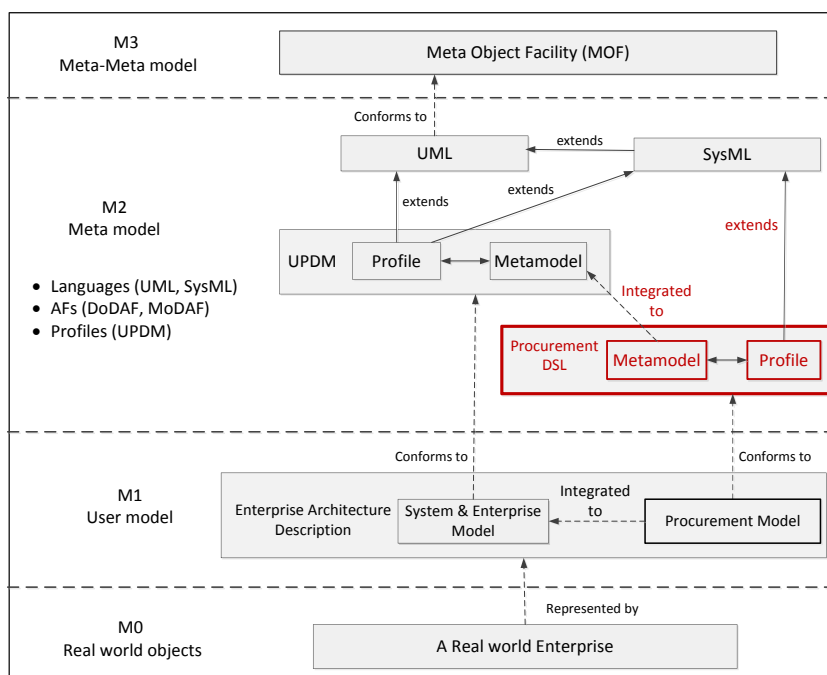 M3
Meta-Meta model
Meta Object Facility (MOF)
Conforms to
UML
extends
SysML
extends
extends
extends
M2
Meta model
• Languages (UML, SysML)
• AFs (DoDAF, MoDAF)
• Profiles (UPDM)
UPDM
Profile
Metamodel
Integrated
to
Procurement
DSL
Metamodel
Profile
Conforms to
Conforms to
M1
User model
Enterprise Architecture
Description
System & Enterprise
Model
Integrated
to
Procurement Model
Represented by
M0
Real world objects
A Real world Enterprise